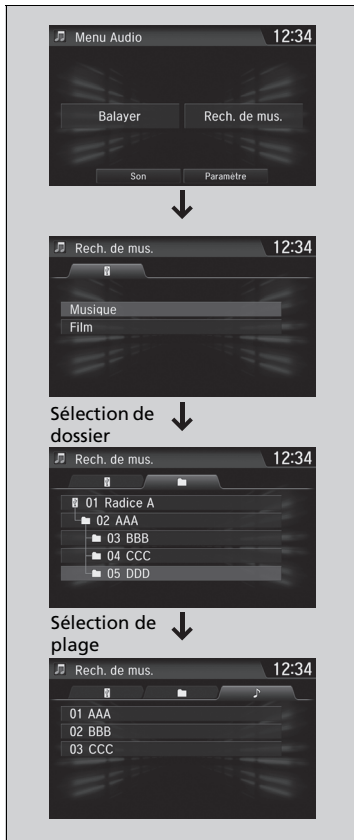 Menu Audio 12:34
Balayer Rech. de mus.
Son Paramètre
Rech. de mus. 12:34
Musique
Film
Sélection de
dossier
Rech. de mus. 12:34
01 Radice A
02 AAA
03 BBB
04 CCC
05 DDD
Sélection de
plage
Rech. de mus. 12:34
01 AAA
02 BBB
03 CCC